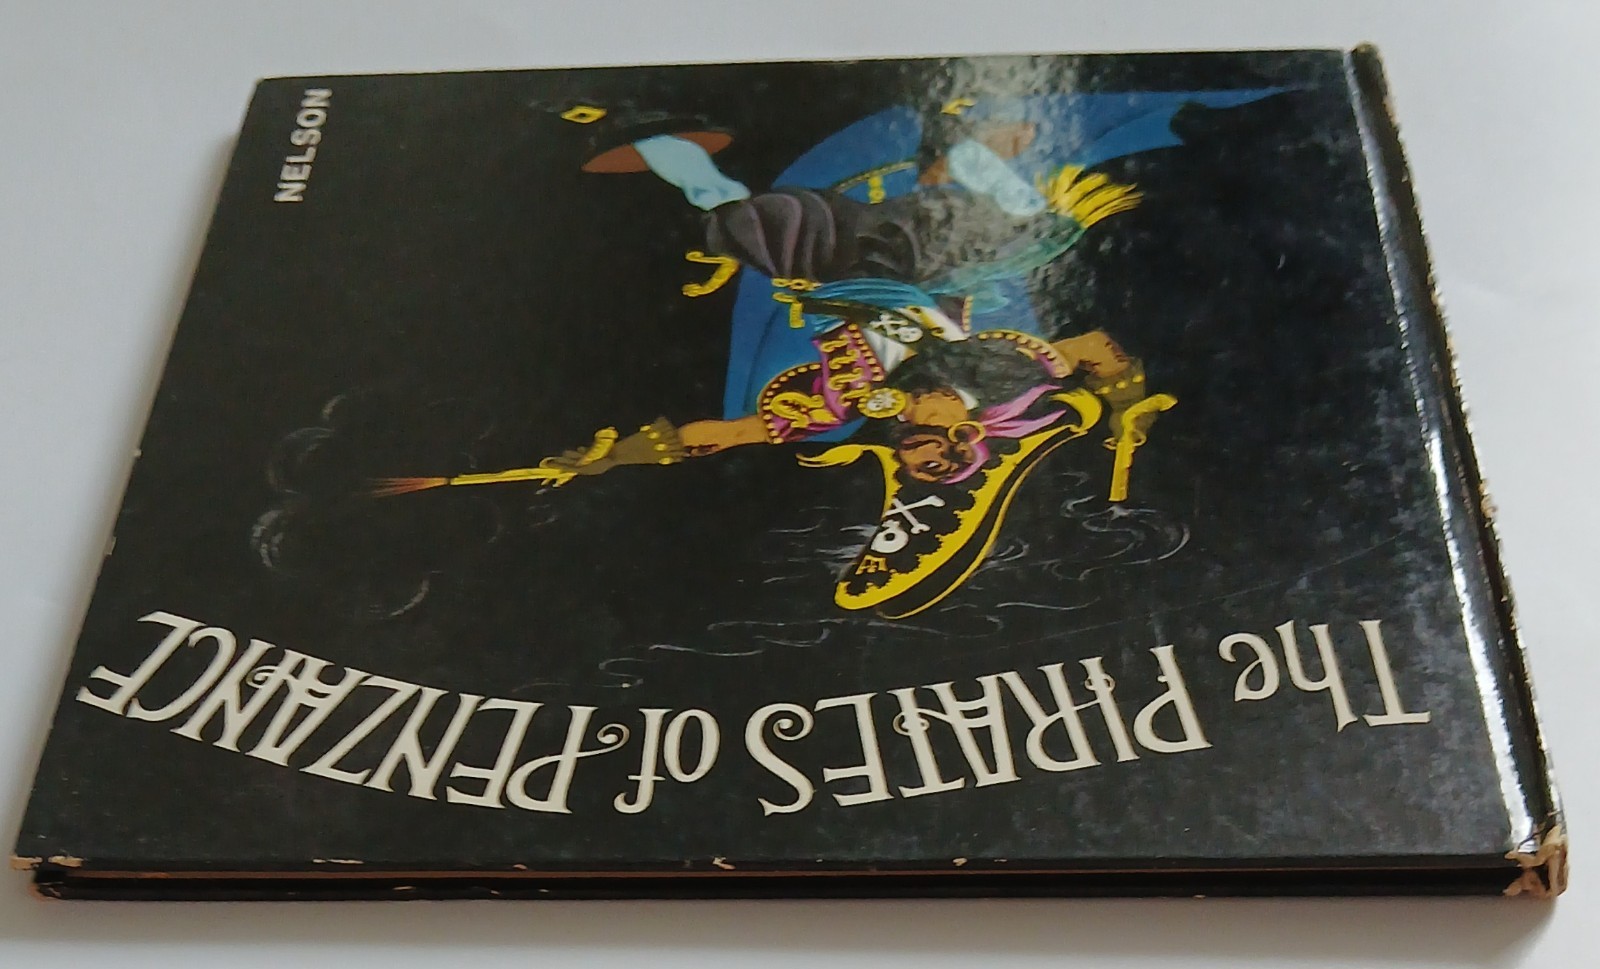 The PIRATES of PENZANCE
NELSON